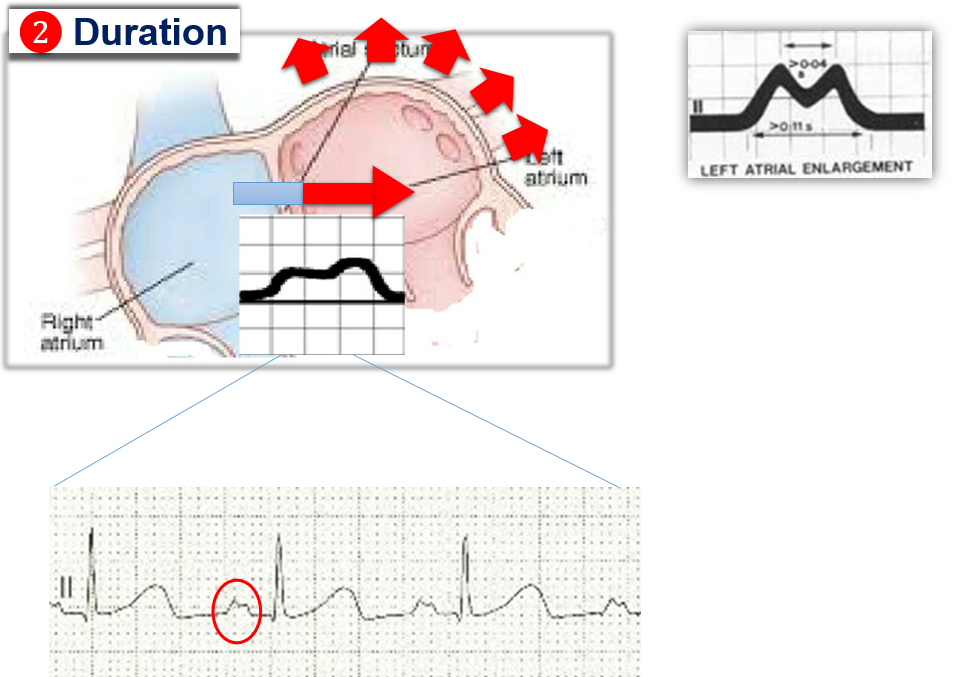 2 Duration
Left
atrium
Right
atrium
>0·04
s
II
>0·11 s
LEFT ATRIAL ENLARGEMENT
II